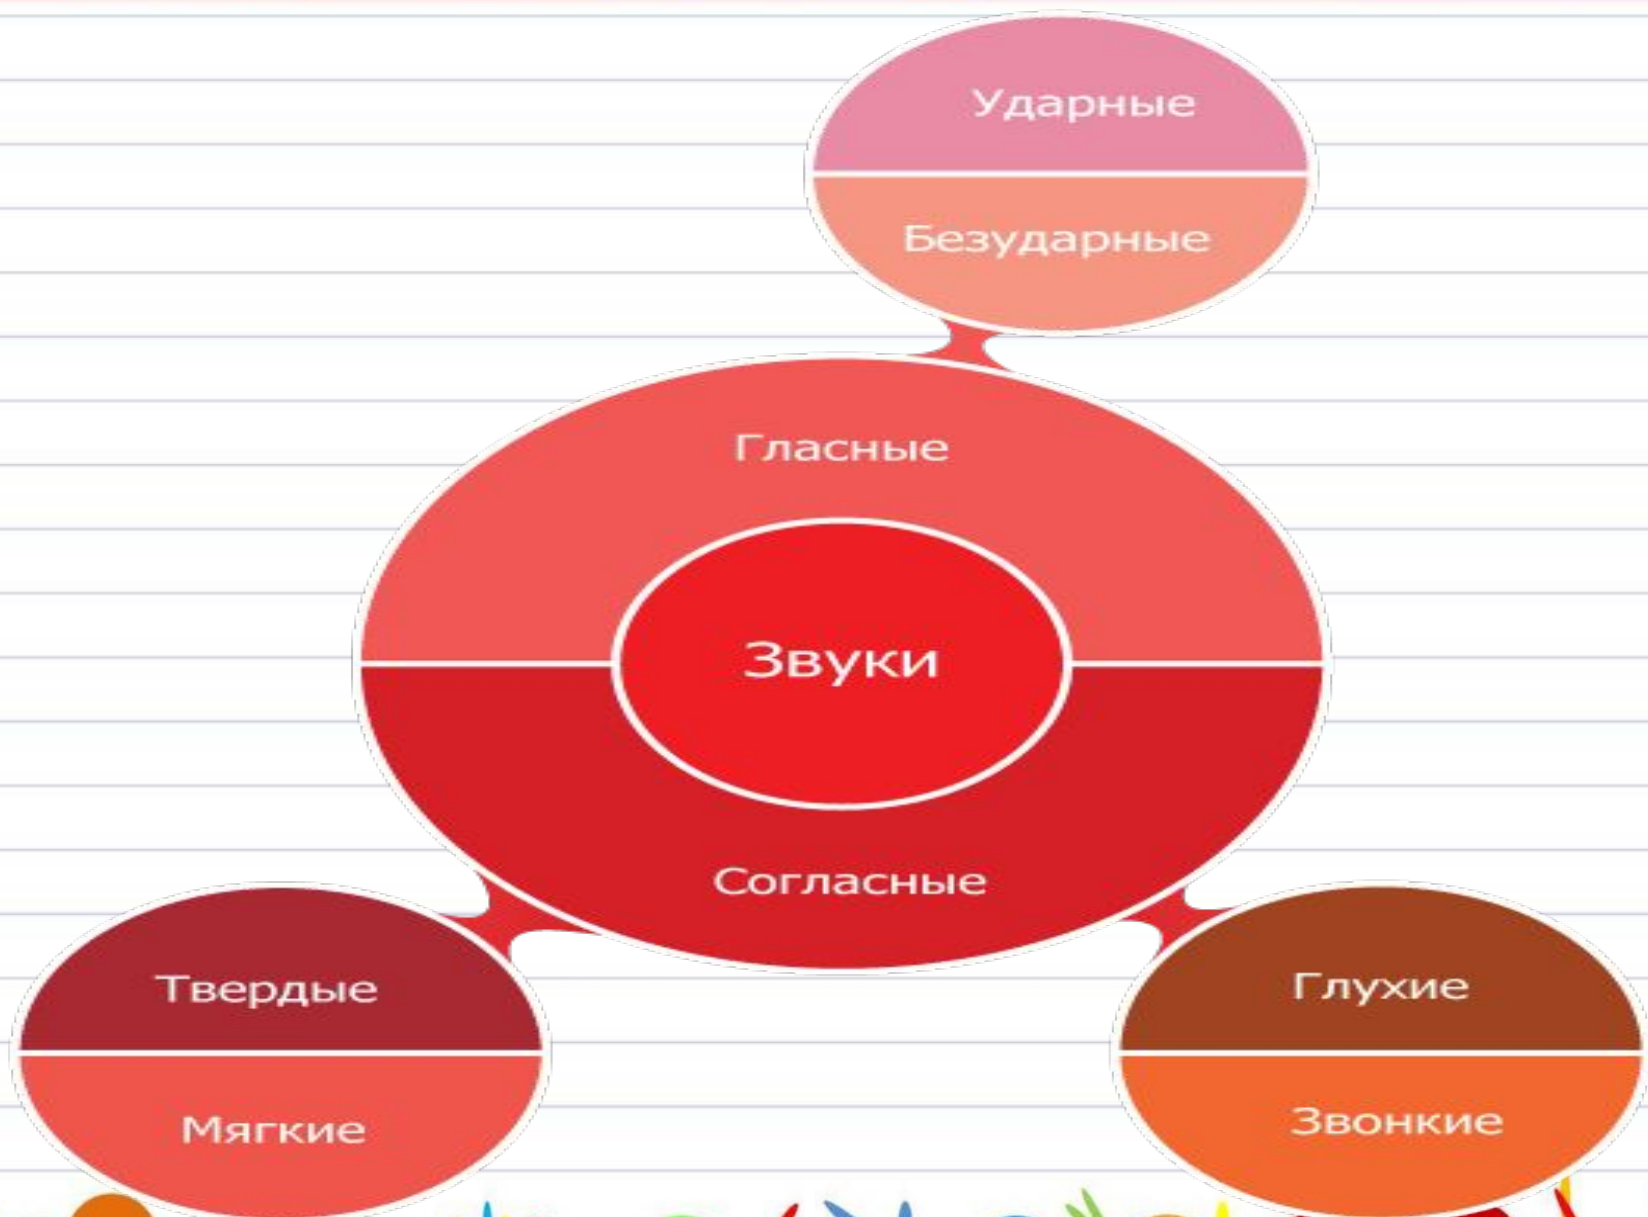 Ударные
Безударные
Гласные
Звуки
Согласные
Твердые
Мягкие
Глухие
Звонкие